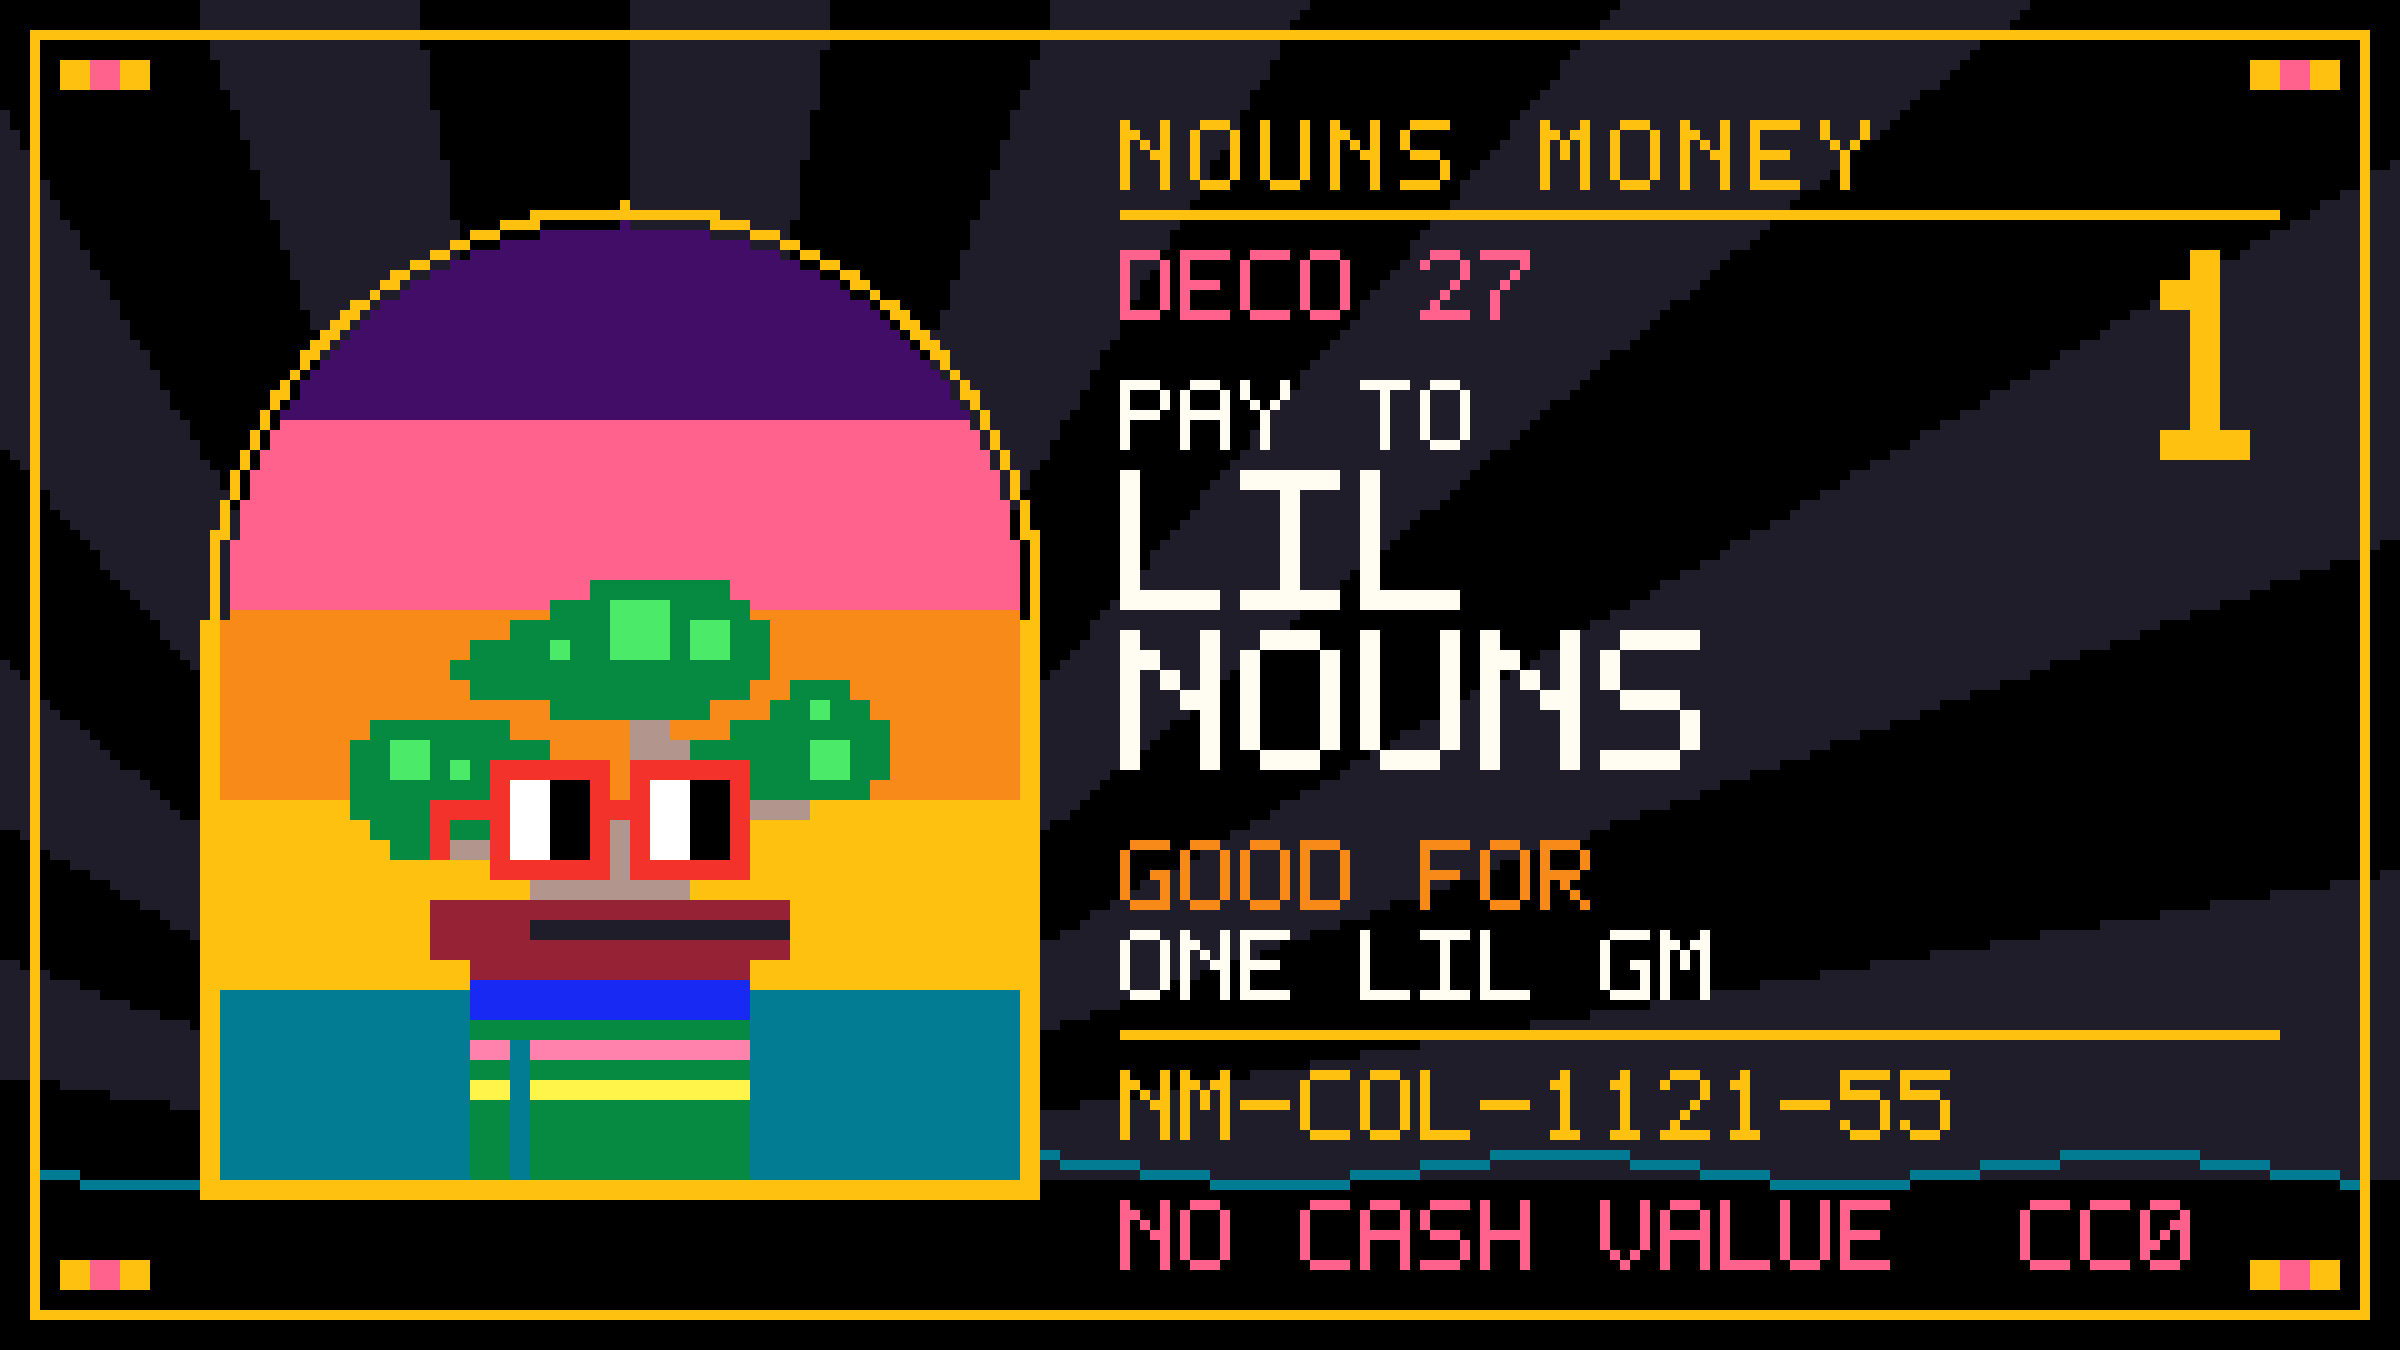 NOUNS MONEY
DECO 27
1
PAY TO
LIL
NOUNS
GOOD FOR
ONE LIL GM
NM-COL-1121-55
NO CASH VALUE CC0